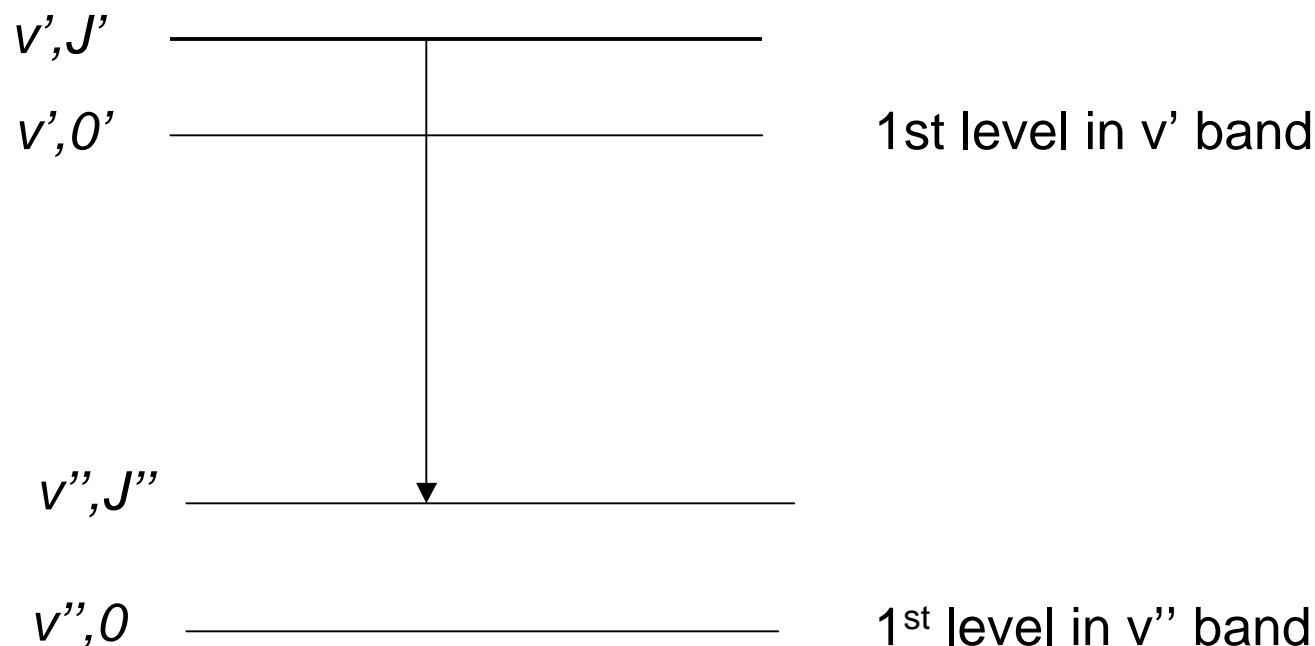 v’,J’
v’,0’ 1st level in v’ band
v’’,J’’
v’’,0 1st level in v’’ band